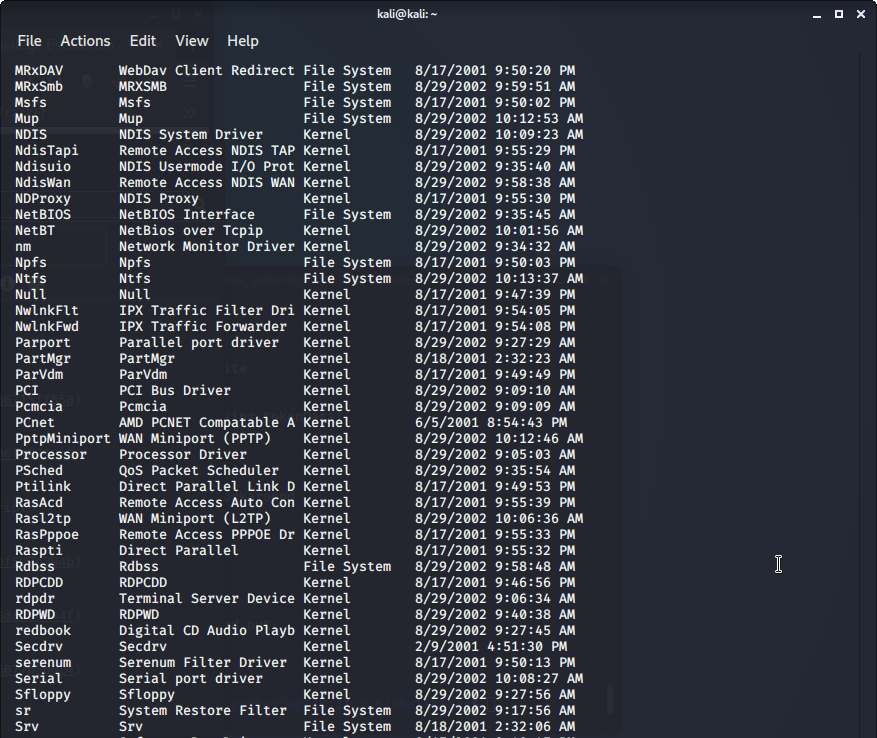 kali@kali: ~
File Actions Edit View Help
MRxDAV WebDav Client Redirect File System 8/17/2001 9:50:20 PM
MRxSmb MRXSMB File System 8/29/2002 9:59:51 AM
Msfs Msfs File System 8/17/2001 9:50:02 PM
Mup Mup File System 8/29/2002 10:12:53 AM
NDIS NDIS System Driver Kernel 8/29/2002 10:09:23 AM
NdisTapi Remote Access NDIS TAP Kernel 8/17/2001 9:55:29 PM
Ndisuio NDIS Usermode I/O Prot Kernel 8/29/2002 9:35:40 AM
NdisWan Remote Access NDIS WAN Kernel 8/29/2002 9:58:38 AM
NDProxy NDIS Proxy Kernel 8/17/2001 9:55:30 PM
NetBIOS NetBIOS Interface File System 8/29/2002 9:35:45 AM
NetBT NetBios over Tcpip Kernel 8/29/2002 10:01:56 AM
nm Network Monitor Driver Kernel 8/29/2002 9:34:32 AM
Npfs Npfs File System 8/17/2001 9:50:03 PM
Ntfs Ntfs File System 8/29/2002 10:13:37 AM
Null Null Kernel 8/17/2001 9:47:39 PM
NwlnkFlt IPX Traffic Filter Dri Kernel 8/17/2001 9:54:05 PM
NwlnkFwd IPX Traffic Forwarder Kernel 8/17/2001 9:54:08 PM
Parport Parallel port driver Kernel 8/29/2002 9:27:29 AM
PartMgr PartMgr Kernel 8/18/2001 2:32:23 AM
ParVdm ParVdm Kernel 8/17/2001 9:49:49 PM
PCI PCI Bus Driver Kernel 8/29/2002 9:09:10 AM
Pcmcia Pcmcia Kernel 8/29/2002 9:09:09 AM
PCnet AMD PCNET Compatable A Kernel 6/5/2001 8:54:43 PM
PptpMiniport WAN Miniport (PPTP) Kernel 8/29/2002 10:12:46 AM
Processor Processor Driver Kernel 8/29/2002 9:05:03 AM
PSched QoS Packet Scheduler Kernel 8/29/2002 9:35:54 AM
Ptilink Direct Parallel Link D Kernel 8/17/2001 9:49:53 PM
RasAcd Remote Access Auto Con Kernel 8/17/2001 9:55:39 PM
Rasl2tp WAN Miniport (L2TP) Kernel 8/29/2002 10:06:36 AM
RasPppoe Remote Access PPPOE Dr Kernel 8/17/2001 9:55:33 PM
Raspti Direct Parallel Kernel 8/17/2001 9:55:32 PM
Rdbss Rdbss File System 8/29/2002 9:58:48 AM
RDPCDD RDPCDD Kernel 8/17/2001 9:46:56 PM
rdpdr Terminal Server Device Kernel 8/29/2002 9:06:34 AM
RDPWD RDPWD Kernel 8/29/2002 9:40:38 AM
redbook Digital CD Audio Playb Kernel 8/29/2002 9:27:45 AM
Secdrv Secdrv Kernel 2/9/2001 4:51:30 PM
serenum Serenum Filter Driver Kernel 8/17/2001 9:50:13 PM
Serial Serial port driver Kernel 8/29/2002 10:08:27 AM
Sfloppy Sfloppy Kernel 8/29/2002 9:27:56 AM
sr System Restore Filter File System 8/29/2002 9:17:56 AM
Srv Srv File System 8/18/2001 2:32:06 AM